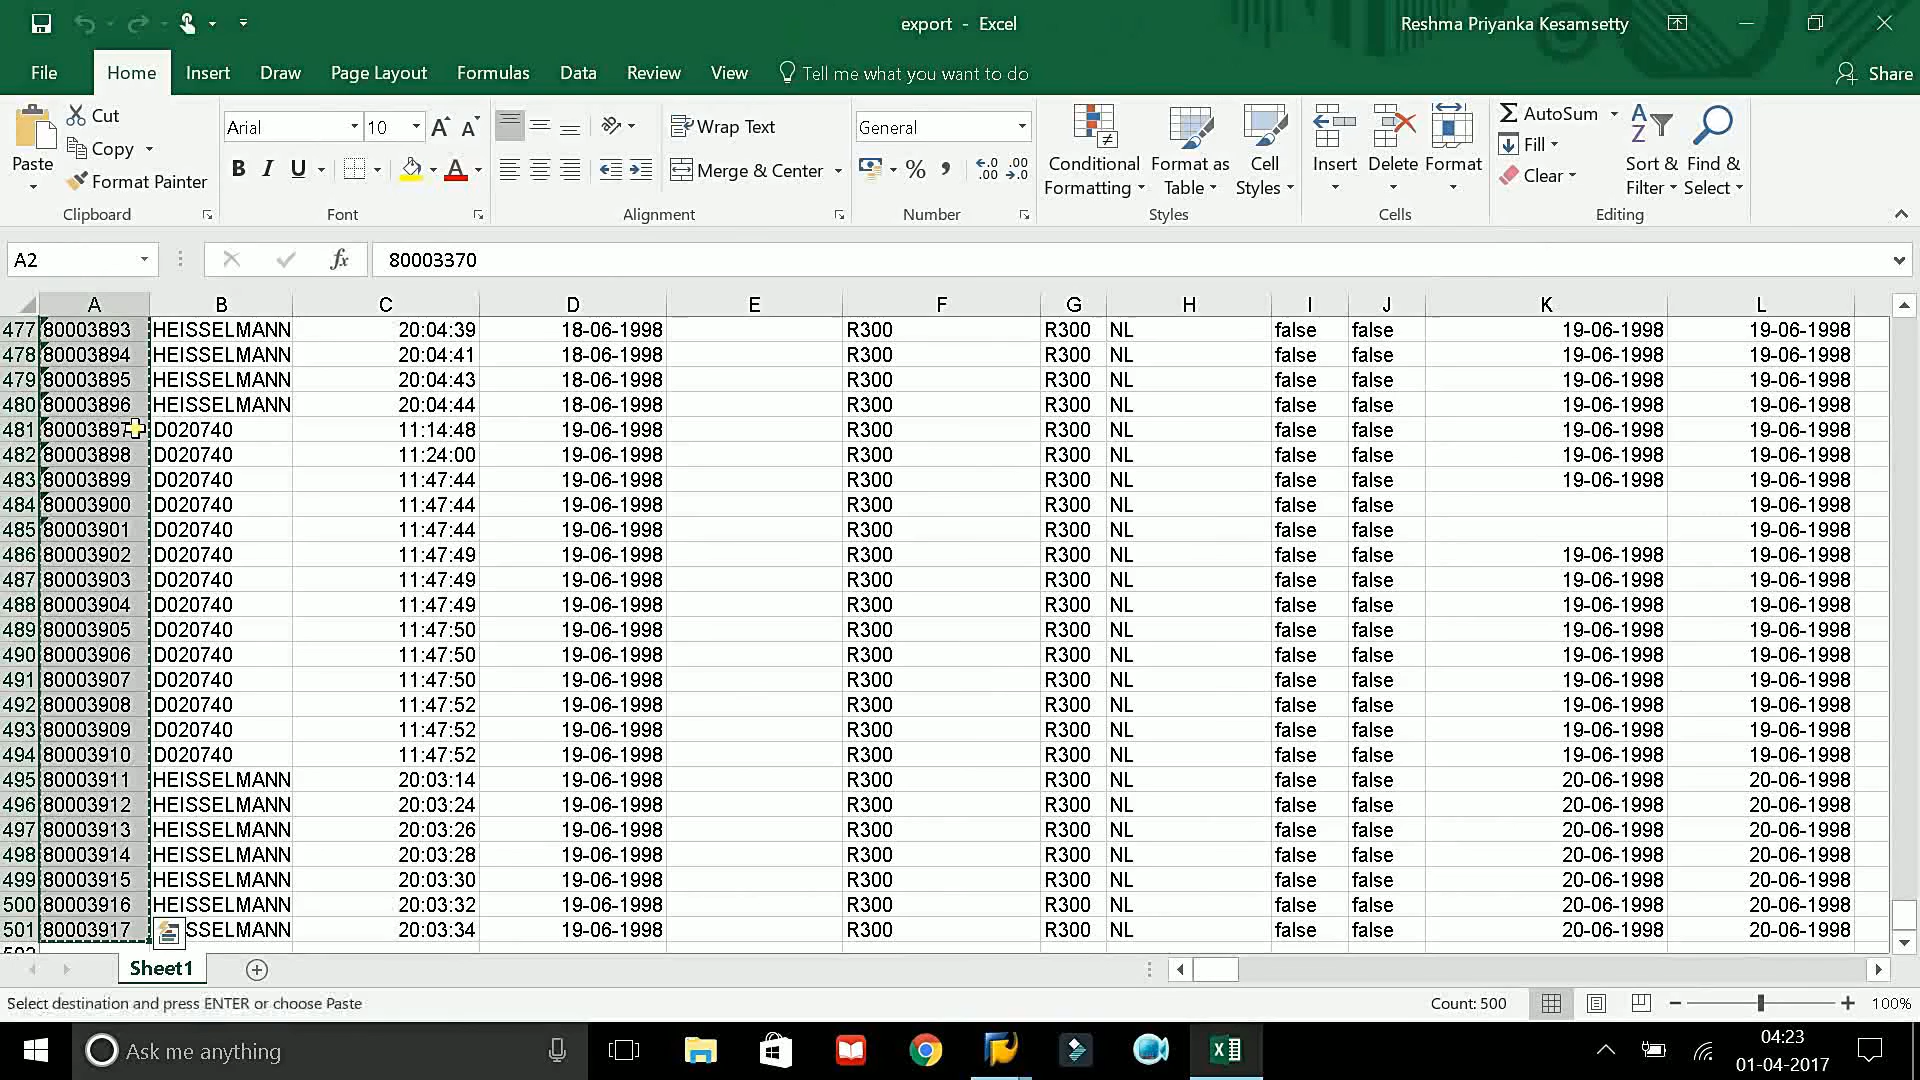 export - Excel
Reshma Priyanka Kesamsetty
File Home Insert Draw Page Layout Formulas Data Review View Tell me what you want to do Share
Paste Cut Copy Format Painter Clipboard
Arial 10 A A B I U A Font
Wrap Text Merge & Center Alignment
General % , Number
Conditional Formatting Format as Table Cell Styles Styles
Insert Delete Format Cells
AutoSum Fill Clear Sort & Filter Find & Select Editing
A2 fx 80003370
A B C D E F G H I J K L
477 80003893 HEISSELMANN 20:04:39 18-06-1998 R300 R300 NL false false 19-06-1998 19-06-1998
478 80003894 HEISSELMANN 20:04:41 18-06-1998 R300 R300 NL false false 19-06-1998 19-06-1998
479 80003895 HEISSELMANN 20:04:43 18-06-1998 R300 R300 NL false false 19-06-1998 19-06-1998
480 80003896 HEISSELMANN 20:04:44 18-06-1998 R300 R300 NL false false 19-06-1998 19-06-1998
481 80003897 D020740 11:14:48 19-06-1998 R300 R300 NL false false 19-06-1998 19-06-1998
482 80003898 D020740 11:24:00 19-06-1998 R300 R300 NL false false 19-06-1998 19-06-1998
483 80003899 D020740 11:47:44 19-06-1998 R300 R300 NL false false 19-06-1998 19-06-1998
484 80003900 D020740 11:47:44 19-06-1998 R300 R300 NL false false 19-06-1998
485 80003901 D020740 11:47:44 19-06-1998 R300 R300 NL false false 19-06-1998
486 80003902 D020740 11:47:49 19-06-1998 R300 R300 NL false false 19-06-1998 19-06-1998
487 80003903 D020740 11:47:49 19-06-1998 R300 R300 NL false false 19-06-1998 19-06-1998
488 80003904 D020740 11:47:49 19-06-1998 R300 R300 NL false false 19-06-1998 19-06-1998
489 80003905 D020740 11:47:50 19-06-1998 R300 R300 NL false false 19-06-1998 19-06-1998
490 80003906 D020740 11:47:50 19-06-1998 R300 R300 NL false false 19-06-1998 19-06-1998
491 80003907 D020740 11:47:50 19-06-1998 R300 R300 NL false false 19-06-1998 19-06-1998
492 80003908 D020740 11:47:52 19-06-1998 R300 R300 NL false false 19-06-1998 19-06-1998
493 80003909 D020740 11:47:52 19-06-1998 R300 R300 NL false false 19-06-1998 19-06-1998
494 80003910 D020740 11:47:52 19-06-1998 R300 R300 NL false false 19-06-1998 19-06-1998
495 80003911 HEISSELMANN 20:03:14 19-06-1998 R300 R300 NL false false 20-06-1998 20-06-1998
496 80003912 HEISSELMANN 20:03:24 19-06-1998 R300 R300 NL false false 20-06-1998 20-06-1998
497 80003913 HEISSELMANN 20:03:26 19-06-1998 R300 R300 NL false false 20-06-1998 20-06-1998
498 80003914 HEISSELMANN 20:03:28 19-06-1998 R300 R300 NL false false 20-06-1998 20-06-1998
499 80003915 HEISSELMANN 20:03:30 19-06-1998 R300 R300 NL false false 20-06-1998 20-06-1998
500 80003916 HEISSELMANN 20:03:32 19-06-1998 R300 R300 NL false false 20-06-1998 20-06-1998
501 80003917 SSELMANN 20:03:34 19-06-1998 R300 R300 NL false false 20-06-1998 20-06-1998
Sheet1
Select destination and press ENTER or choose Paste Count: 500 100%
Ask me anything
04:23
01-04-2017